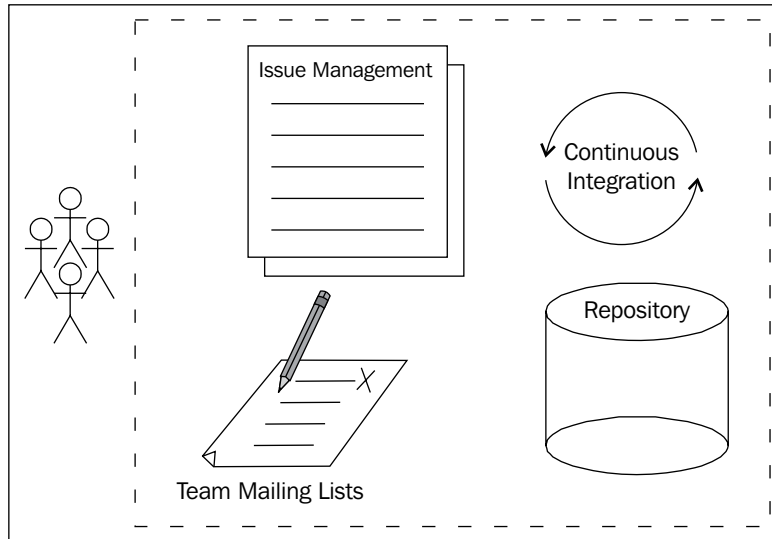 Issue Management
Continuous
Integration
Repository
Team Mailing Lists